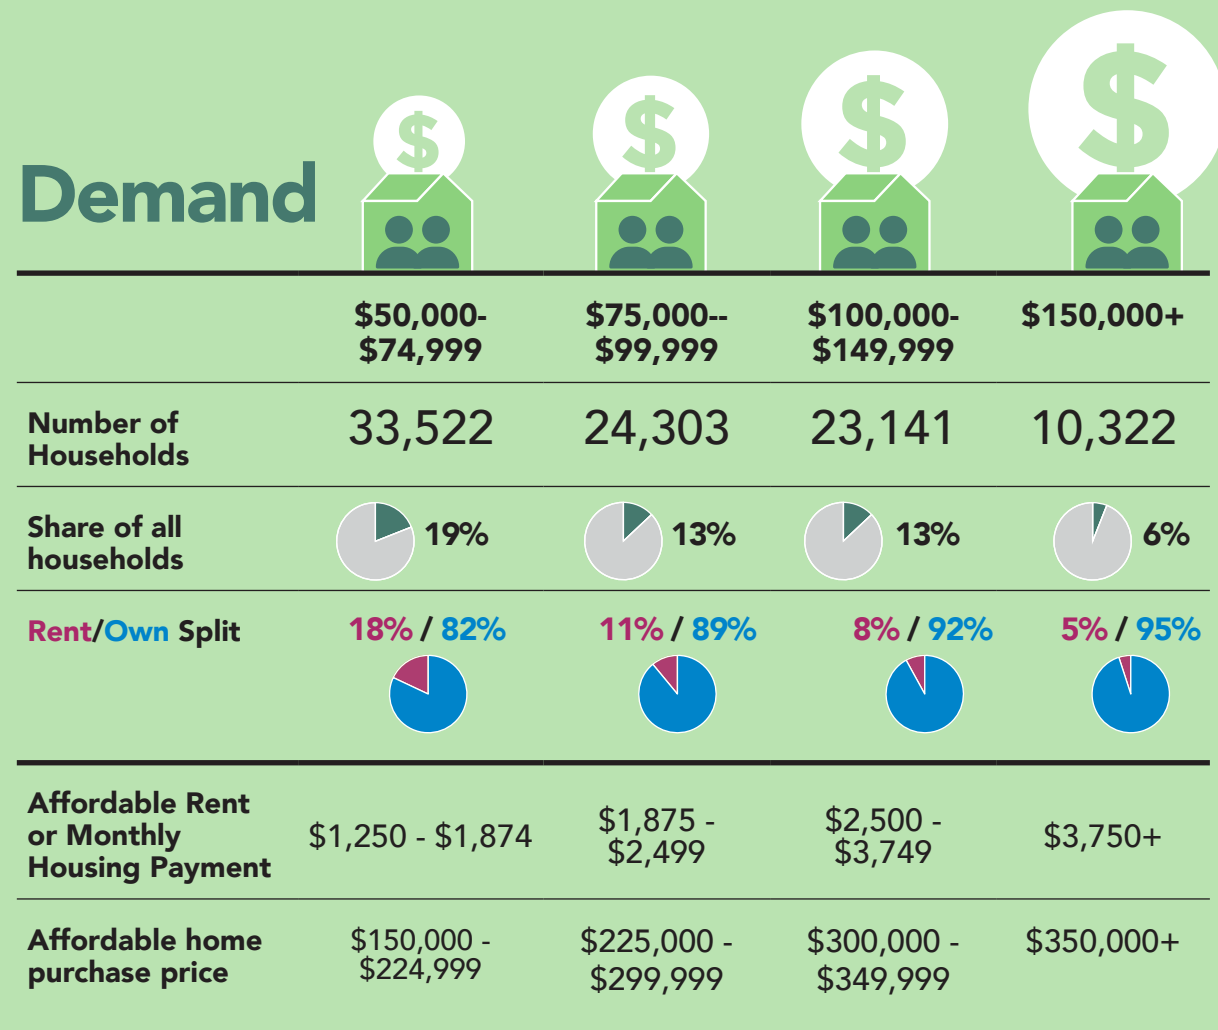 $
$
$
$
Demand
$50,000-
$74,999
$75,000--
$99,999
$100,000-
$149,999
$150,000+
Number of
Households
33,522
24,303
23,141
10,322
Share of all
households
19%
13%
13%
6%
Rent/Own Split
18% / 82%
11% / 89%
8% / 92%
5% / 95%
Affordable Rent
or Monthly
Housing Payment
$1,250 - $1,874
$1,875 -
$2,499
$2,500 -
$3,749
$3,750+
Affordable home
purchase price
$150,000 -
$224,999
$225,000 -
$299,999
$300,000 -
$349,999
$350,000+